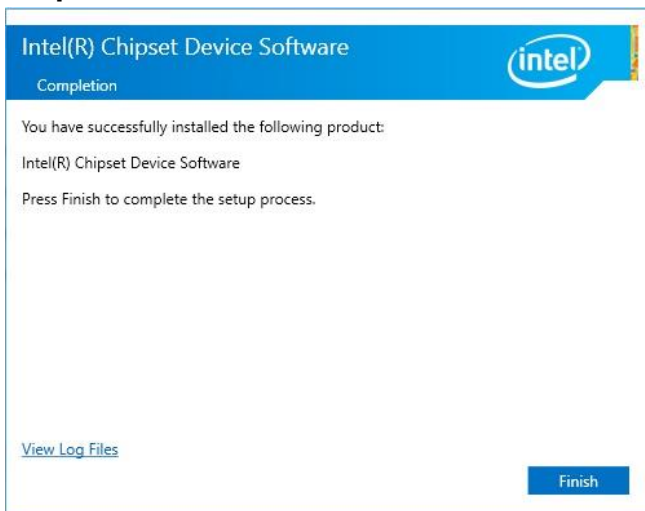 Intel(R) Chipset Device Software
intel
Completion
You have successfully installed the following product:
Intel(R) Chipset Device Software
Press Finish to complete the setup process.
View Log Files
Finish